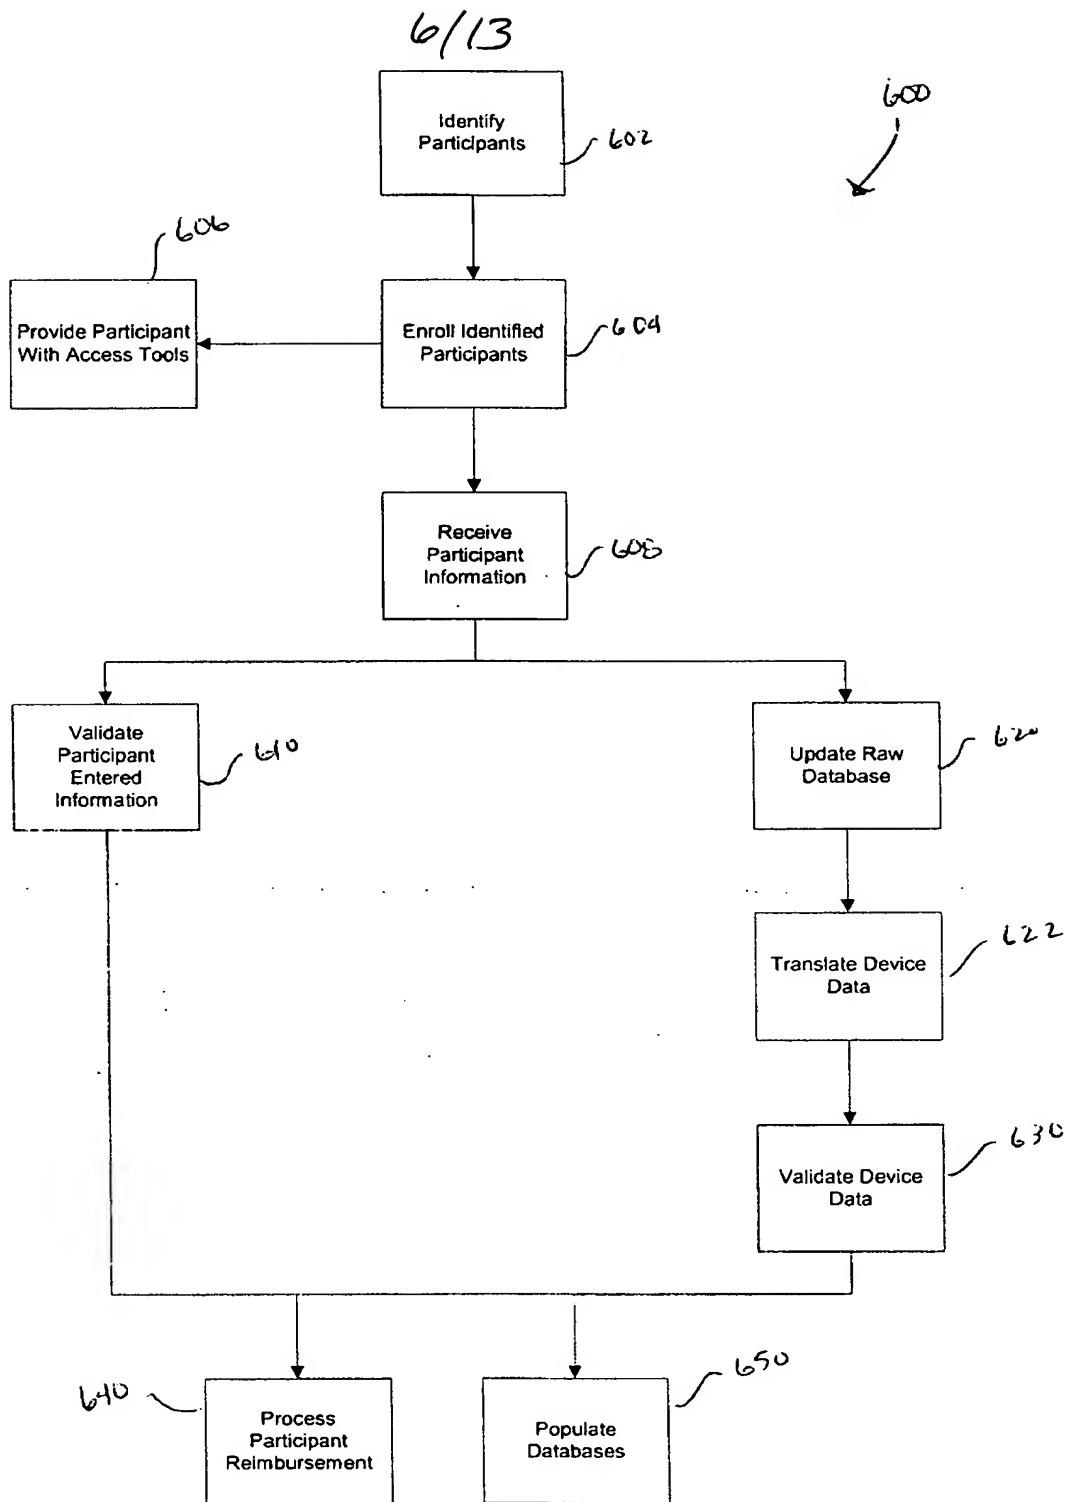 6/13
600
Identify
Participants
602
606
Provide Participant
With Access Tools
Enroll Identified
Participants
604
Receive
Participant
Information
608
Validate
Participant
Entered
Information
610
Update Raw
Database
620
Translate Device
Data
622
Validate Device
Data
630
640
Process
Participant
Reimbursement
650
Populate
Databases